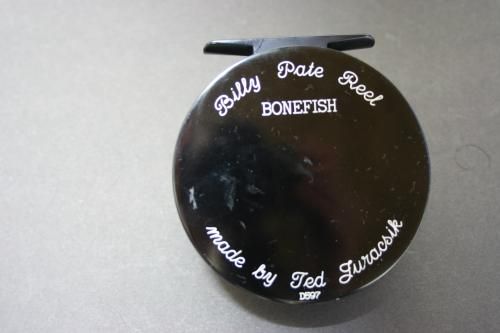 Billy Pate Reel
BONEFISH
made by Ted Juracsik
D597